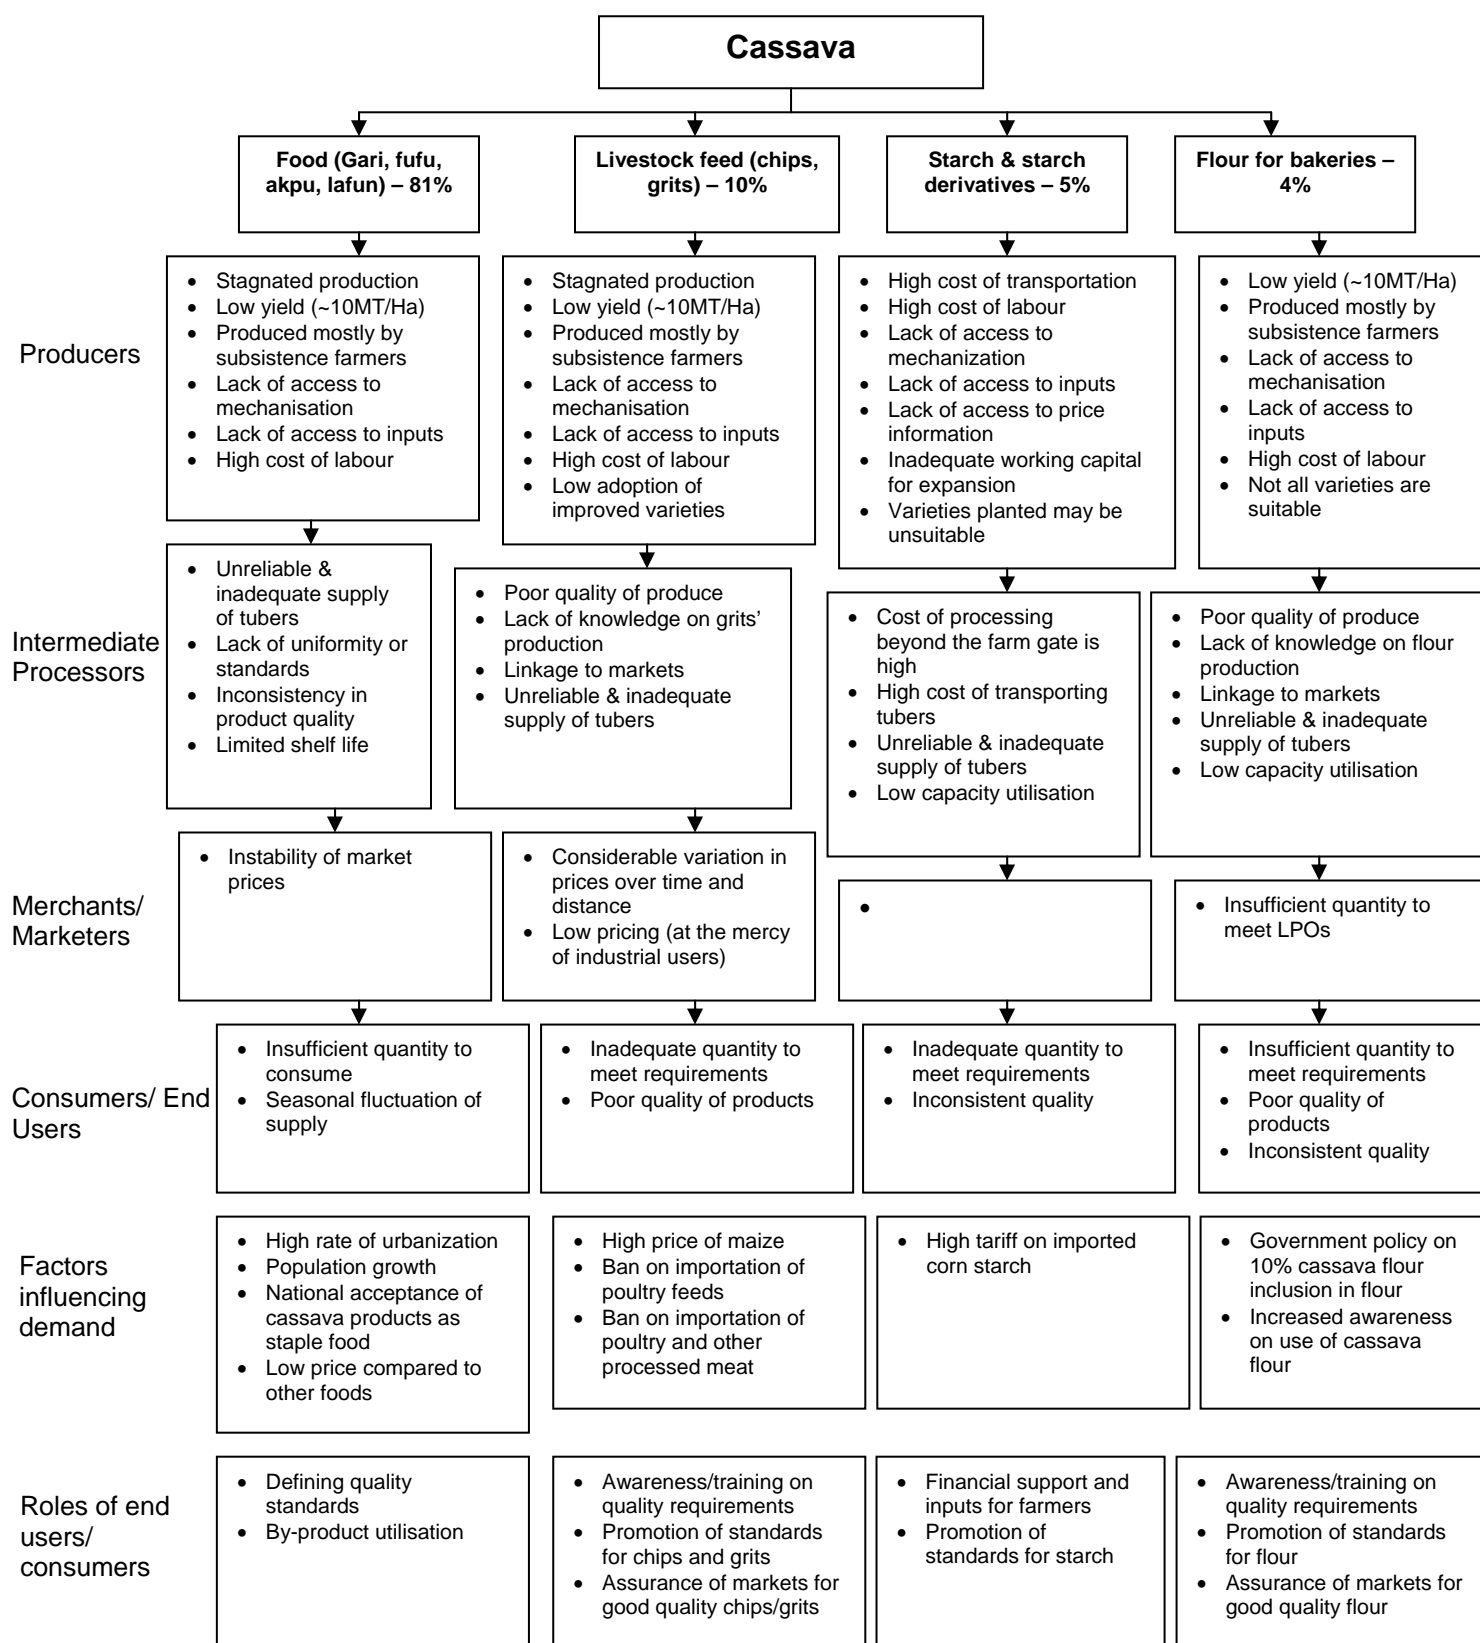 Cassava
Food (Gari, fufu,
akpu, lafun) – 81%
Livestock feed (chips,
grits) – 10%
Starch & starch
derivatives – 5%
Flour for bakeries –
4%
Producers
• Stagnated production
• Low yield (~10MT/Ha)
• Produced mostly by
subsistence farmers
• Lack of access to
mechanisation
• Lack of access to inputs
• High cost of labour
• Stagnated production
• Low yield (~10MT/Ha)
• Produced mostly by
subsistence farmers
• Lack of access to
mechanisation
• Lack of access to inputs
• High cost of labour
• Low adoption of
improved varieties
• High cost of transportation
• High cost of labour
• Lack of access to
mechanization
• Lack of access to inputs
• Lack of access to price
information
• Inadequate working capital
for expansion
• Varieties planted may be
unsuitable
• Low yield (~10MT/Ha)
• Produced mostly by
subsistence farmers
• Lack of access to
mechanisation
• Lack of access to
inputs
• High cost of labour
• Not all varieties are
suitable
Intermediate
Processors
• Unreliable &
inadequate supply
of tubers
• Lack of uniformity or
standards
• Inconsistency in
product quality
• Limited shelf life
• Poor quality of produce
• Lack of knowledge on grits’
production
• Linkage to markets
• Unreliable & inadequate
supply of tubers
• Cost of processing
beyond the farm gate is
high
• High cost of transporting
tubers
• Unreliable & inadequate
supply of tubers
• Low capacity utilisation
• Poor quality of produce
• Lack of knowledge on flour
production
• Linkage to markets
• Unreliable & inadequate
supply of tubers
• Low capacity utilisation
Merchants/
Marketers
• Instability of market
prices
• Considerable variation in
prices over time and
distance
• Low pricing (at the mercy
of industrial users)
•
• Insufficient quantity to
meet LPOs
Consumers/ End
Users
• Insufficient quantity to
consume
• Seasonal fluctuation of
supply
• Inadequate quantity to
meet requirements
• Poor quality of products
• Inadequate quantity to
meet requirements
• Inconsistent quality
• Insufficient quantity to
meet requirements
• Poor quality of
products
• Inconsistent quality
Factors
influencing
demand
• High rate of urbanization
• Population growth
• National acceptance of
cassava products as
staple food
• Low price compared to
other foods
• High price of maize
• Ban on importation of
poultry feeds
• Ban on importation of
poultry and other
processed meat
• High tariff on imported
corn starch
• Government policy on
10% cassava flour
inclusion in flour
• Increased awareness
on use of cassava
flour
Roles of end
users/
consumers
• Defining quality
standards
• By-product utilisation
• Awareness/training on
quality requirements
• Promotion of standards
for chips and grits
• Assurance of markets for
good quality chips/grits
• Financial support and
inputs for farmers
• Promotion of
standards for starch
• Awareness/training on
quality requirements
• Promotion of standards
for flour
• Assurance of markets for
good quality flour